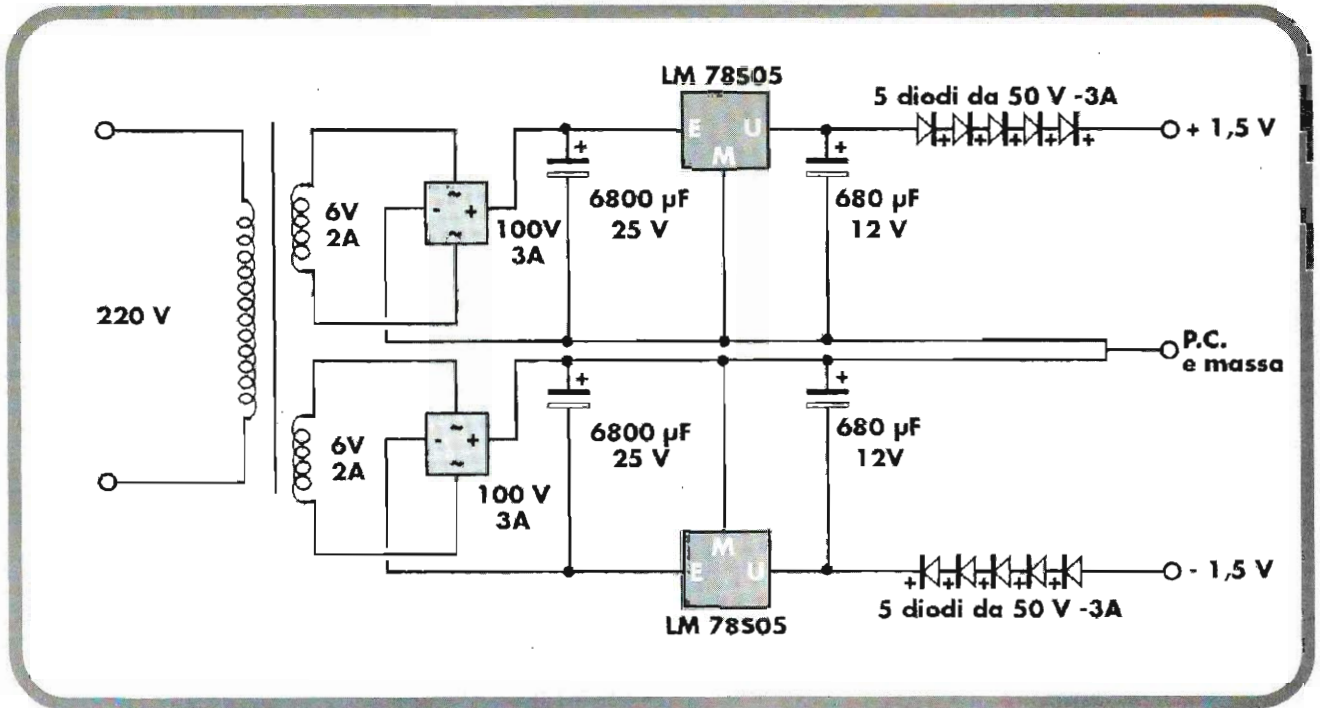 LM 78S05
5 diodi da 50 V -3A
E U
M
+ 1,5 V
~
- +
~
6V
2A
100V
3A
+
6800 µF
25 V
+
680 µF
12 V
+ + + + +
220 V
P.C.
e massa
~
- +
~
6V
2A
100 V
3A
+
6800 µF
25 V
+
680 µF
12V
M
E U
LM 78S05
+ + + + +
5 diodi da 50 V -3A
- 1,5 V